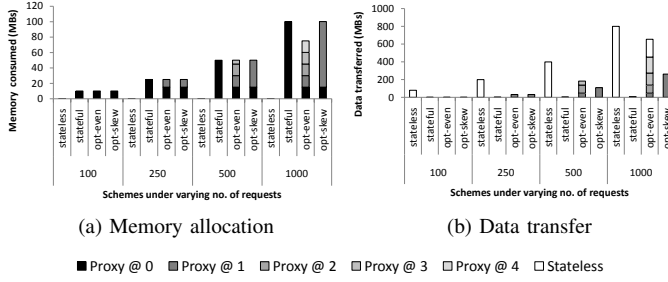 Memory consumed (MBs)
120
100
80
60
40
20
0
stateless
stateful
opt-even
opt-skew
stateless
stateful
opt-even
opt-skew
stateless
stateful
opt-even
opt-skew
stateless
stateful
opt-even
opt-skew
100
250
500
1000
Schemes under varying no. of requests
(a) Memory allocation
Data transferred (MBs)
1000
800
600
400
200
0
stateless
stateful
opt-even
opt-skew
stateless
stateful
opt-even
opt-skew
stateless
stateful
opt-even
opt-skew
stateless
stateful
opt-even
opt-skew
100
250
500
1000
Schemes under varying no. of requests
(b) Data transfer
Proxy @ 0 Proxy @ 1 Proxy @ 2 Proxy @ 3 Proxy @ 4 Stateless